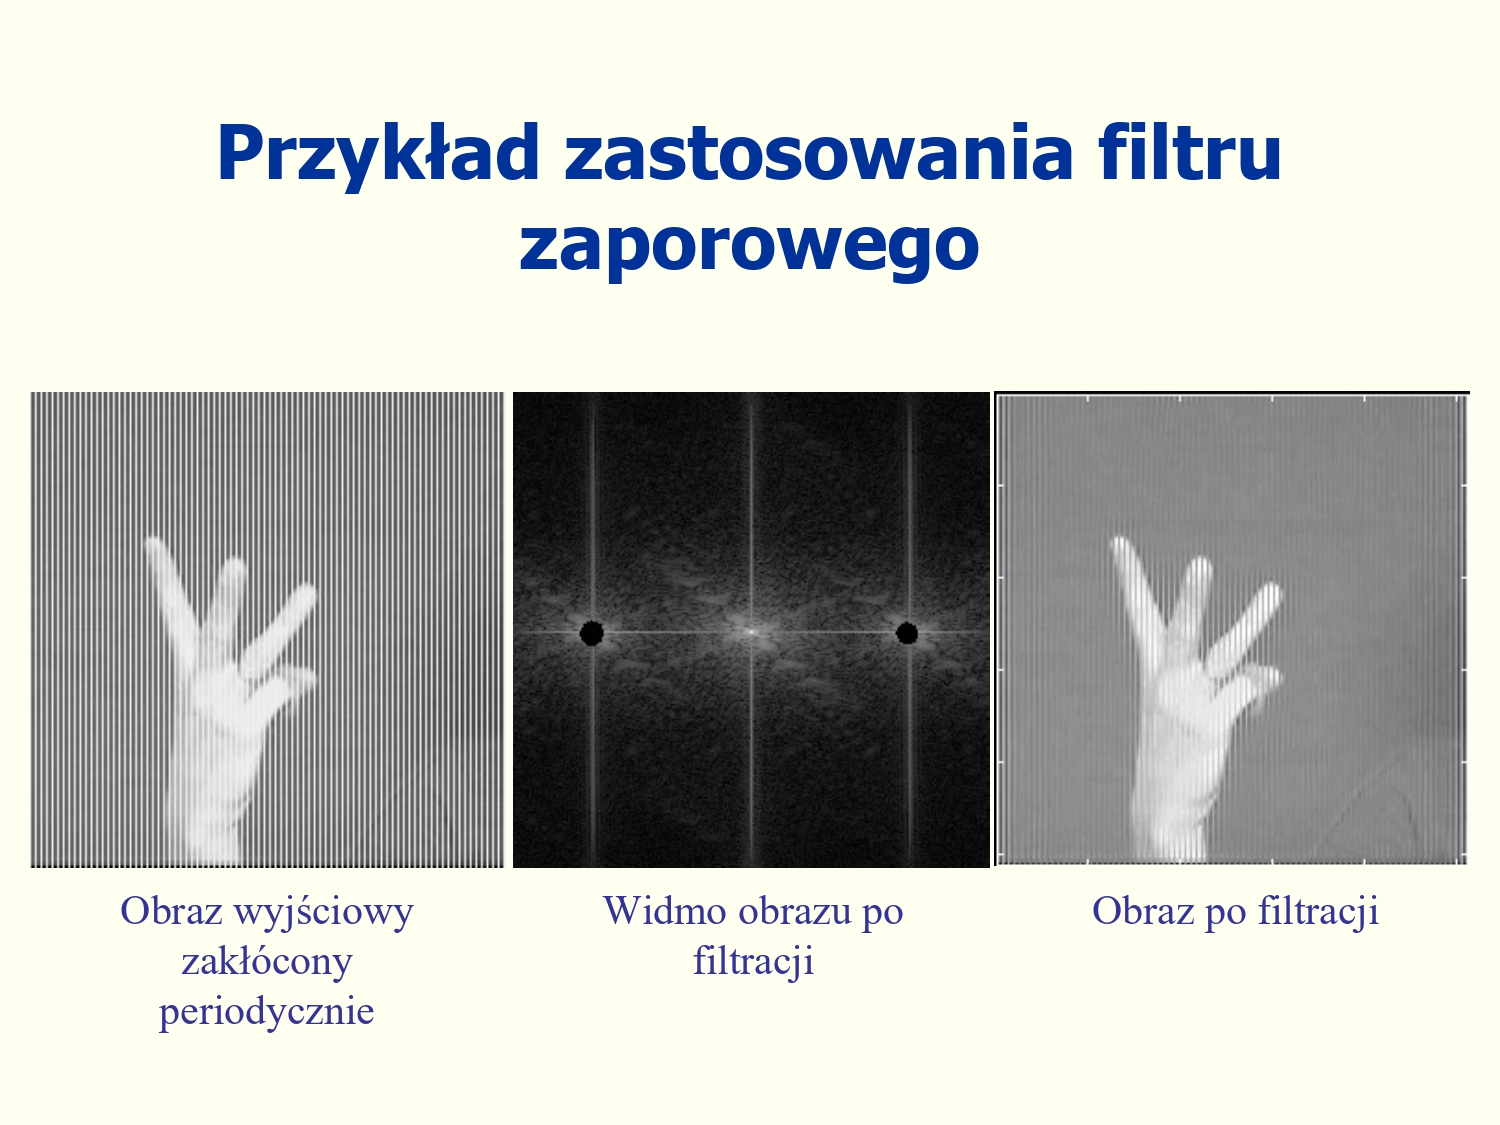 Przykład zastosowania filtru
zaporowego
Obraz wyjściowy
zakłócony
periodycznie
Widmo obrazu po
filtracji
Obraz po filtracji